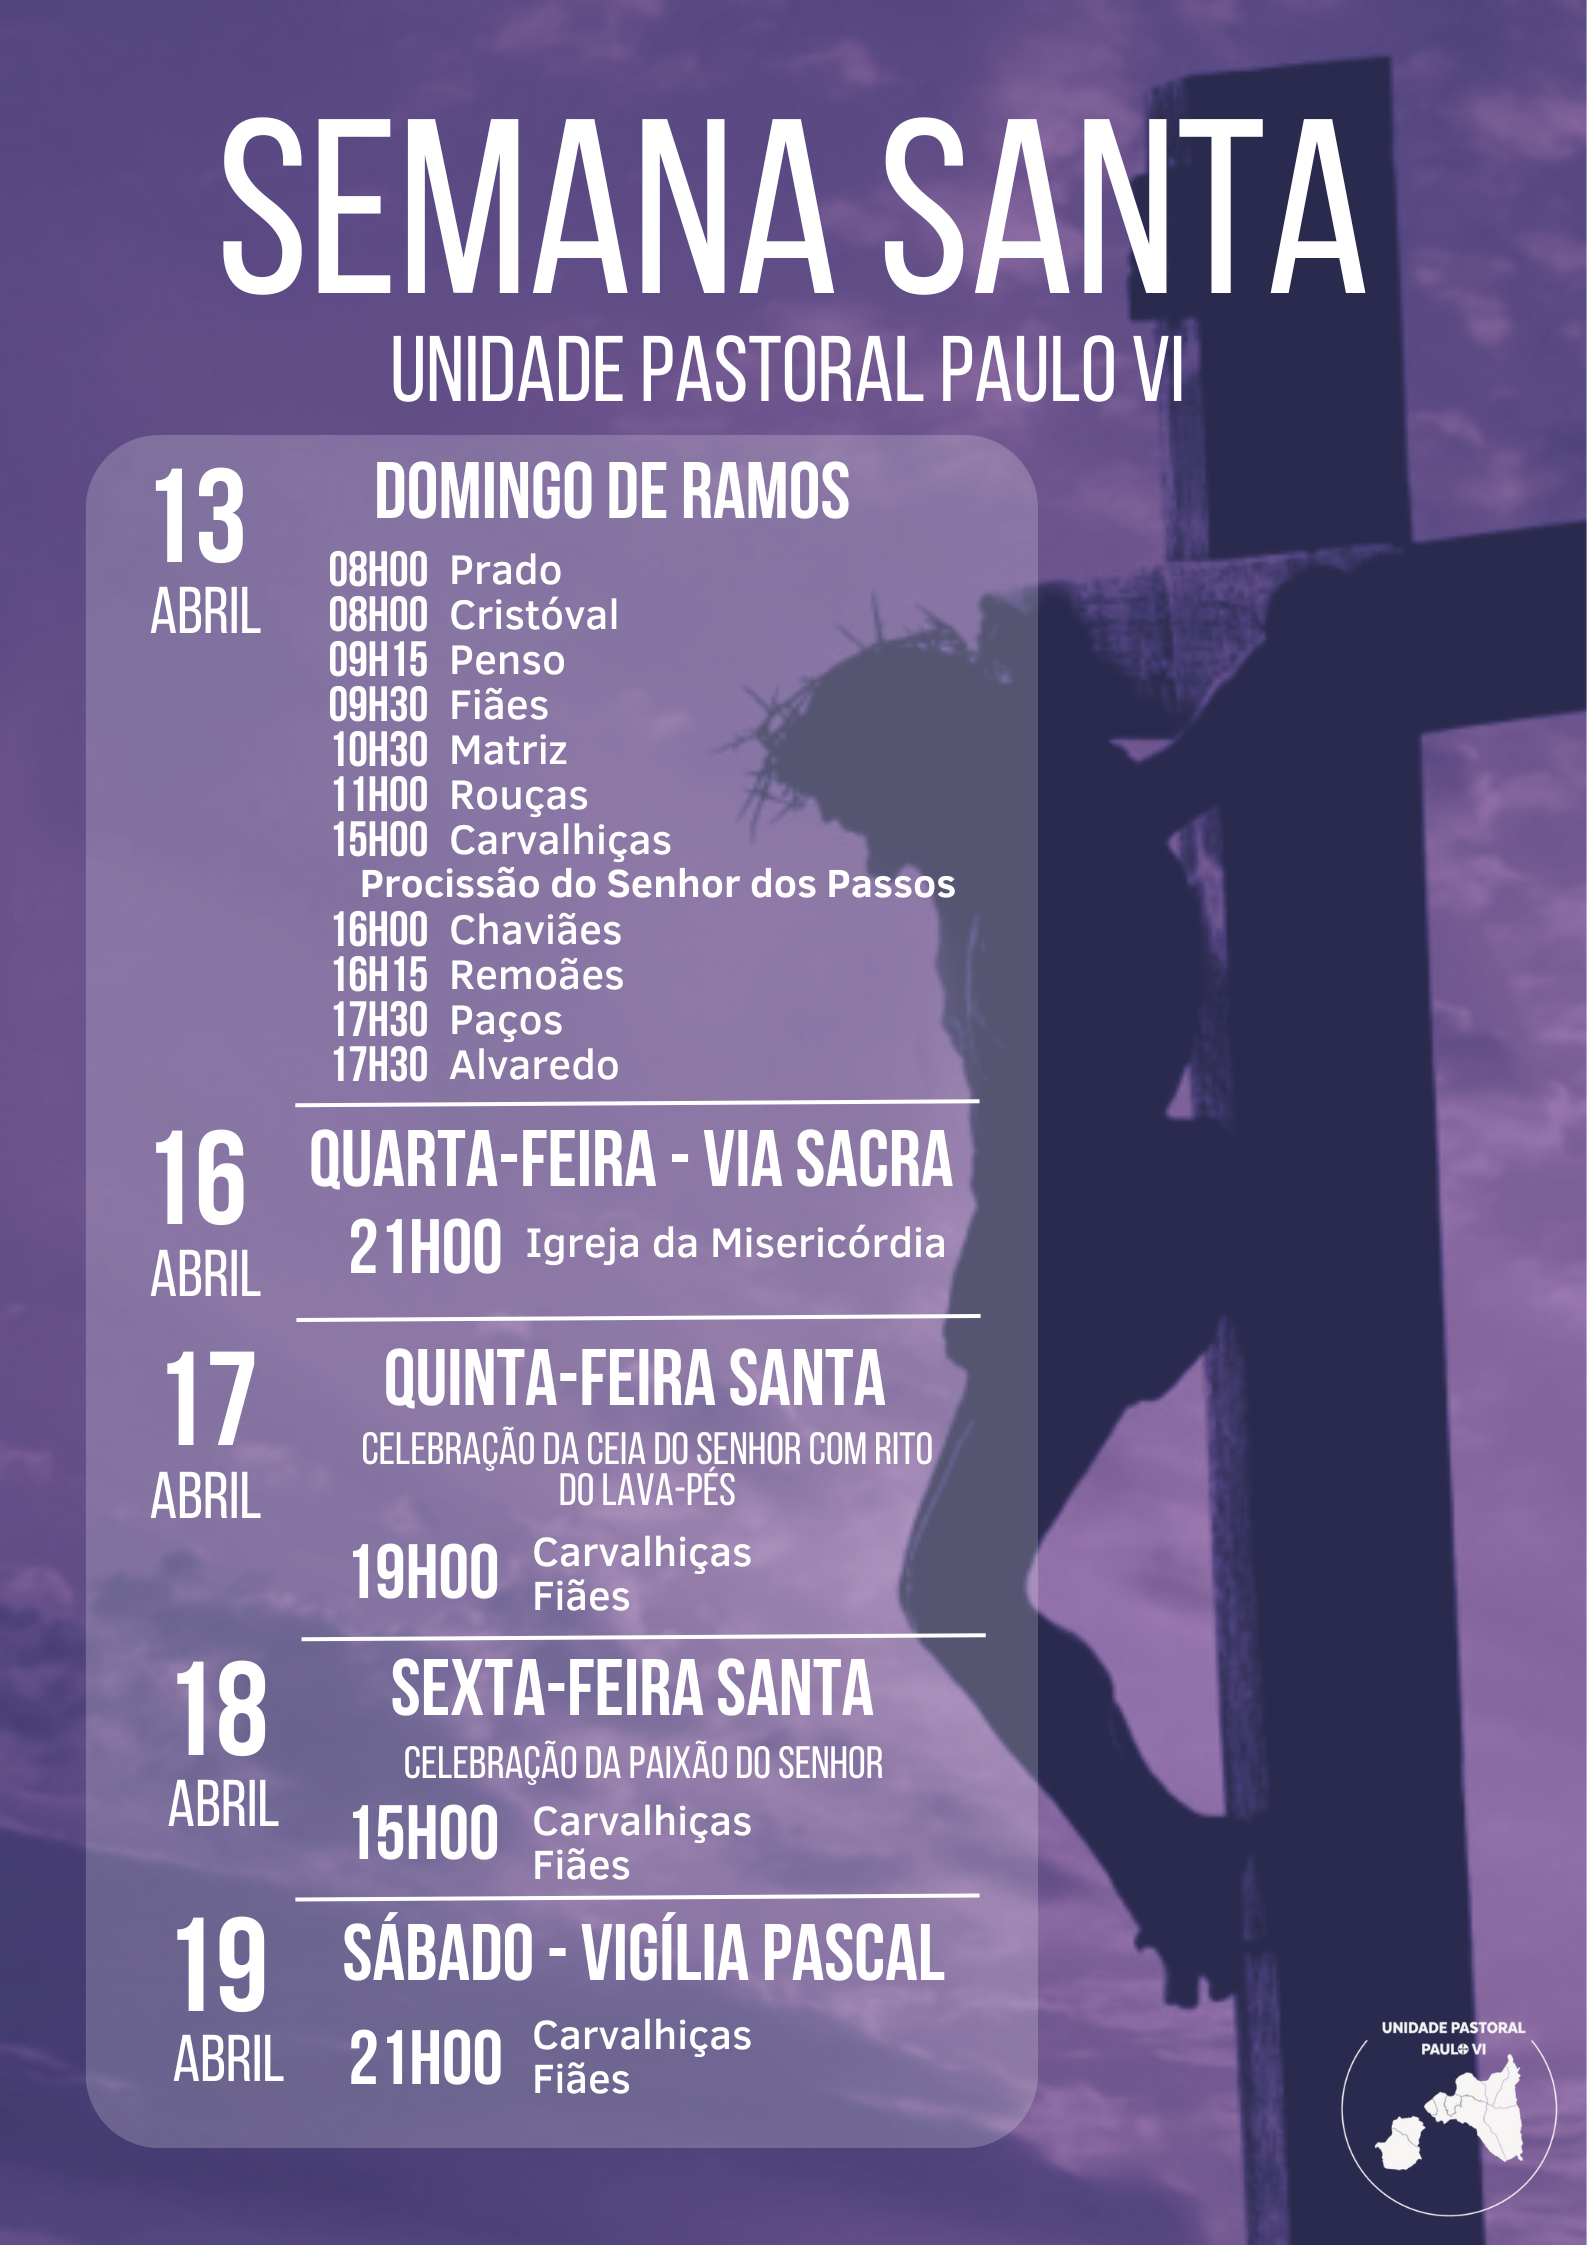 SEMANA SANTA
UNIDADE PASTORAL PAULO VI
13
ABRIL
DOMINGO DE RAMOS
08H00 Prado
08H00 Cristóval
09H15 Penso
09H30 Fiães
10H30 Matriz
11H00 Rouças
15H00 Carvalhiças
Procissão do Senhor dos Passos
16H00 Chaviães
16H15 Remoães
17H30 Paços
17H30 Alvaredo
16
ABRIL
QUARTA-FEIRA - VIA SACRA
21H00 Igreja da Misericórdia
17
ABRIL
QUINTA-FEIRA SANTA
CELEBRAÇÃO DA CEIA DO SENHOR COM RITO
DO LAVA-PÉS
19H00 Carvalhiças
Fiães
18
ABRIL
SEXTA-FEIRA SANTA
CELEBRAÇÃO DA PAIXÃO DO SENHOR
15H00 Carvalhiças
Fiães
19
ABRIL
SÁBADO - VIGÍLIA PASCAL
21H00 Carvalhiças
Fiães
UNIDADE PASTORAL
PAULO VI